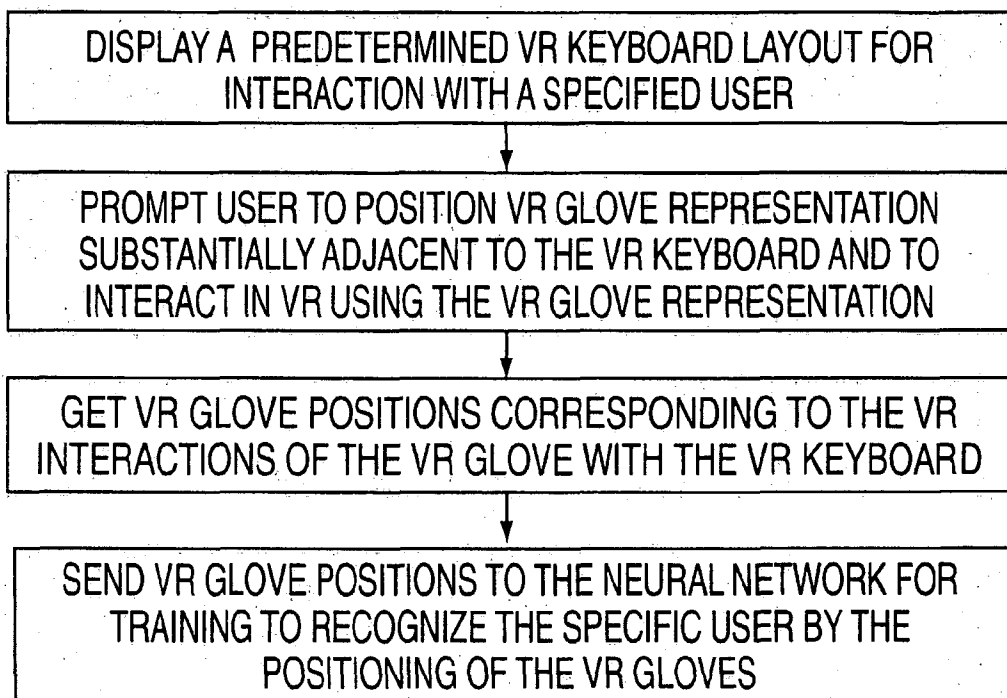 DISPLAY A PREDETERMINED VR KEYBOARD LAYOUT FOR
INTERACTION WITH A SPECIFIED USER
PROMPT USER TO POSITION VR GLOVE REPRESENTATION
SUBSTANTIALLY ADJACENT TO THE VR KEYBOARD AND TO
INTERACT IN VR USING THE VR GLOVE REPRESENTATION
GET VR GLOVE POSITIONS CORRESPONDING TO THE VR
INTERACTIONS OF THE VR GLOVE WITH THE VR KEYBOARD
SEND VR GLOVE POSITIONS TO THE NEURAL NETWORK FOR
TRAINING TO RECOGNIZE THE SPECIFIC USER BY THE
POSITIONING OF THE VR GLOVES